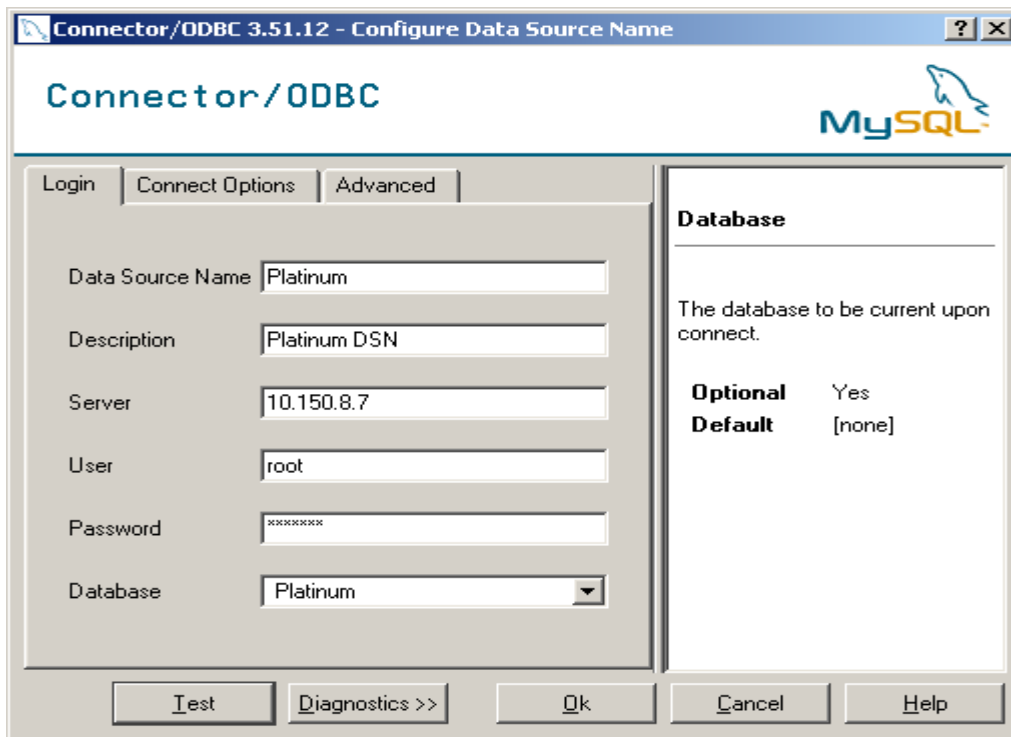 Connector/ODBC 3.51.12 - Configure Data Source Name
?
Connector/ODBC
MySQL
Login
Connect Options
Advanced
Data Source Name
Platinum
Description
Platinum DSN
Server
10.150.8.7
User
root
Password
*******
Database
Platinum
Database
The database to be current upon
connect.
Optional Yes
Default [none]
Test
Diagnostics >>
Ok
Cancel
Help